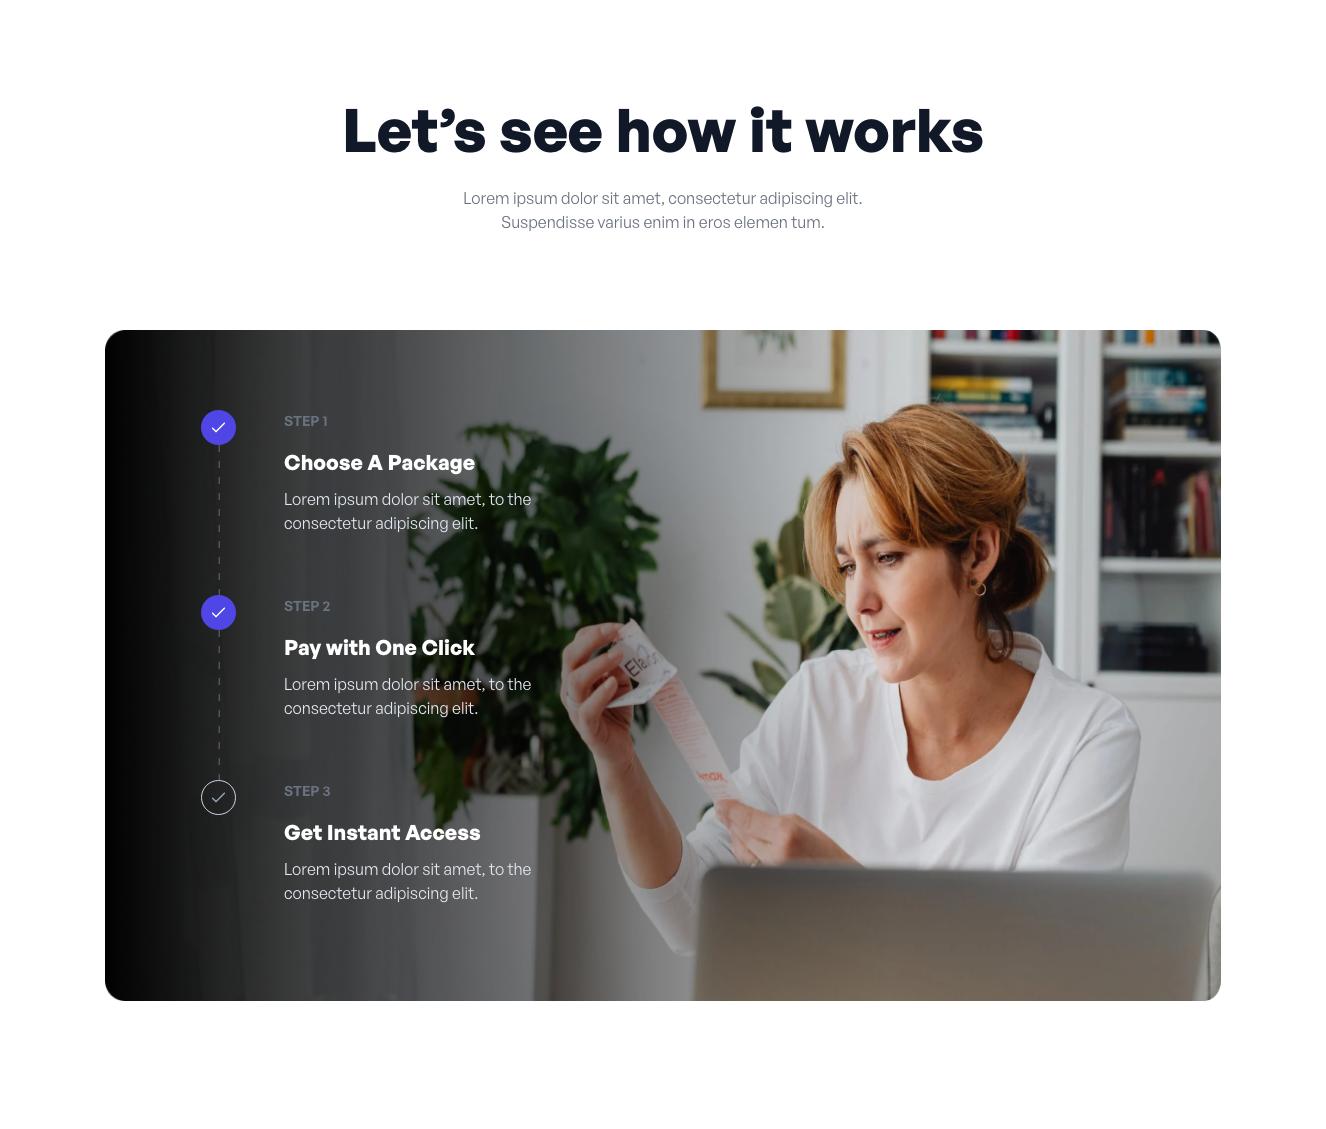 Let’s see how it works
Lorem ipsum dolor sit amet, consectetur adipiscing elit.
Suspendisse varius enim in eros elemen tum.
STEP 1
Choose A Package
Lorem ipsum dolor sit amet, to the
consectetur adipiscing elit.
STEP 2
Pay with One Click
Lorem ipsum dolor sit amet, to the
consectetur adipiscing elit.
STEP 3
Get Instant Access
Lorem ipsum dolor sit amet, to the
consectetur adipiscing elit.